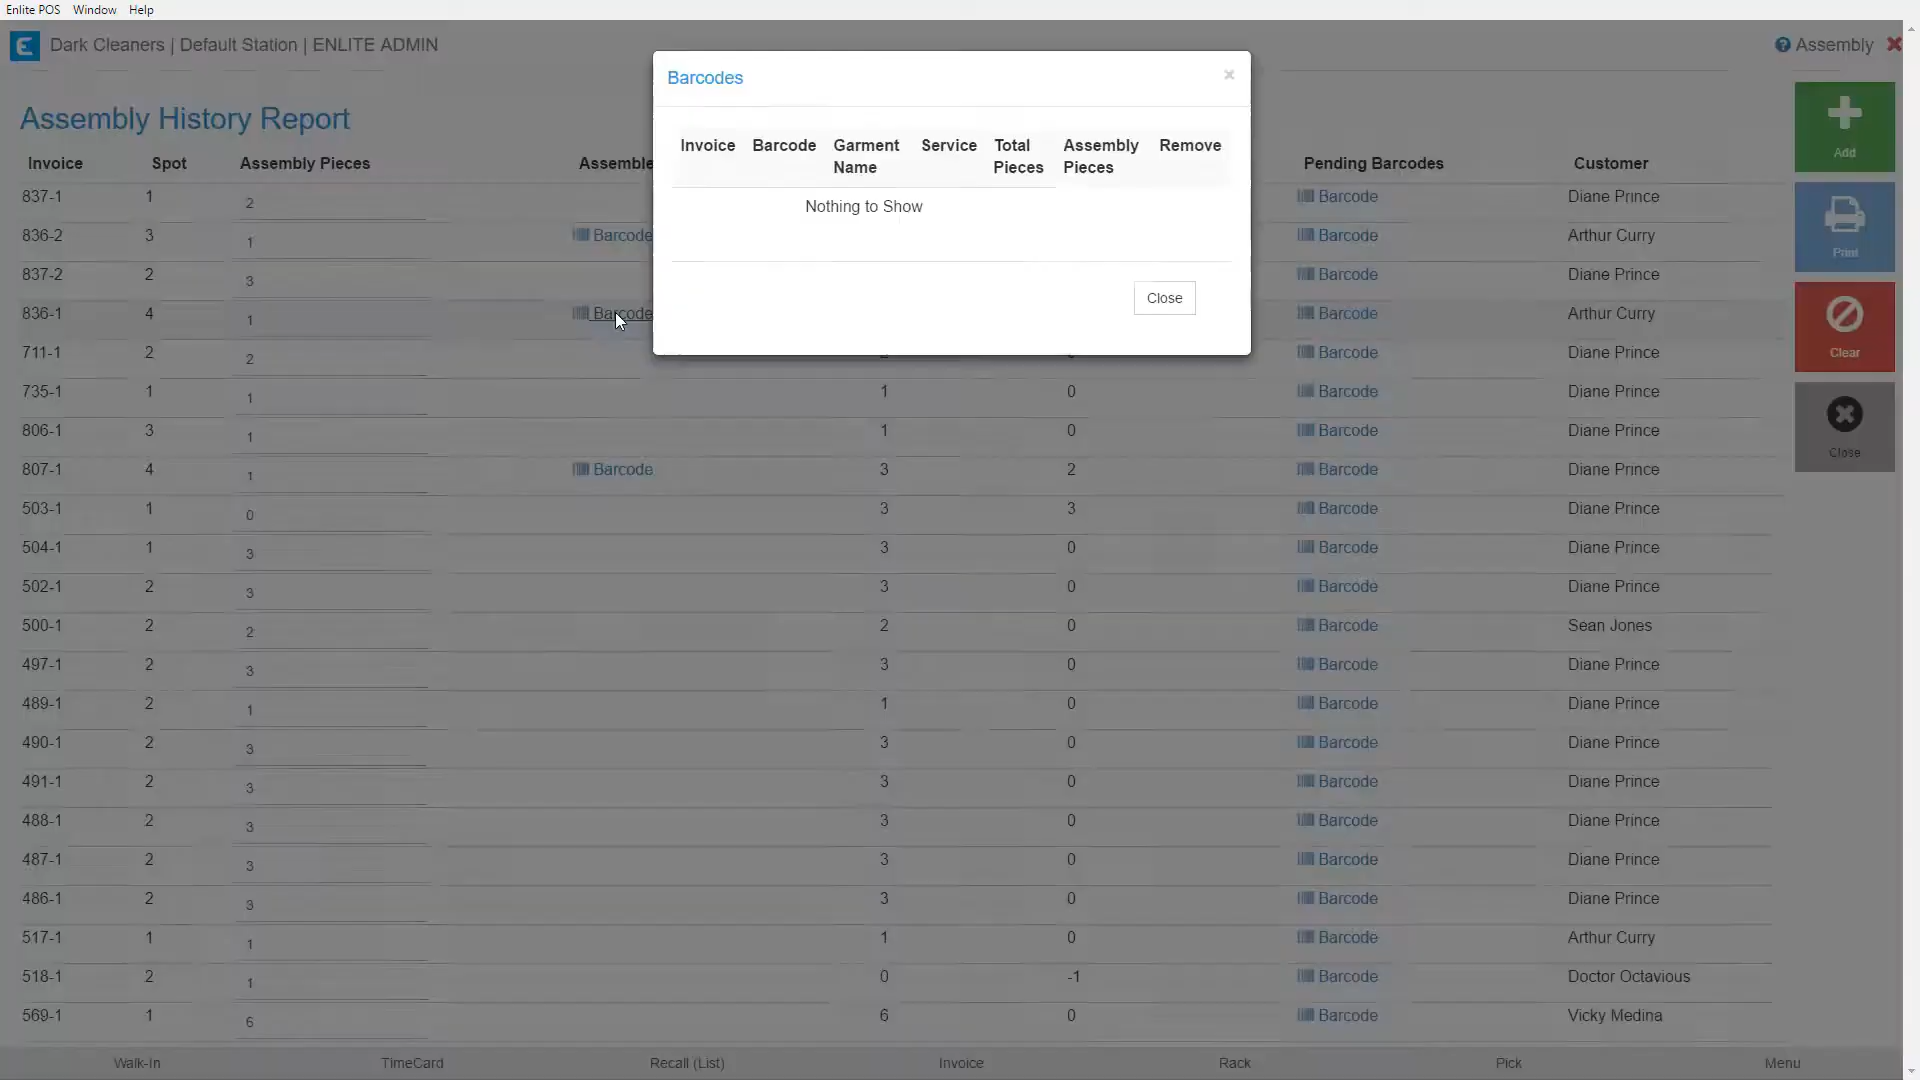 Enlite POS Window Help
Dark Cleaners | Default Station | ENLITE ADMIN
Assembly
Barcodes ×
Invoice Barcode Garment Name Service Total Pieces Assembly Pieces Remove
Nothing to Show
Close
Assembly History Report
Invoice Spot Assembly Pieces Assemble Pending Barcodes Customer
837-1 1 2 Barcode Diane Prince
836-2 3 1 Barcode Barcode Arthur Curry
837-2 2 3 Barcode Diane Prince
836-1 4 1 Barcode Barcode Arthur Curry
711-1 2 2 Barcode Diane Prince
735-1 1 1 1 0 Barcode Diane Prince
806-1 3 1 1 0 Barcode Diane Prince
807-1 4 1 Barcode 3 2 Barcode Diane Prince
503-1 1 0 3 3 Barcode Diane Prince
504-1 1 3 3 0 Barcode Diane Prince
502-1 2 3 3 0 Barcode Diane Prince
500-1 2 2 2 0 Barcode Sean Jones
497-1 2 3 3 0 Barcode Diane Prince
489-1 2 1 1 0 Barcode Diane Prince
490-1 2 3 3 0 Barcode Diane Prince
491-1 2 3 3 0 Barcode Diane Prince
488-1 2 3 3 0 Barcode Diane Prince
487-1 2 3 3 0 Barcode Diane Prince
486-1 2 3 3 0 Barcode Diane Prince
517-1 1 1 1 0 Barcode Arthur Curry
518-1 2 1 0 -1 Barcode Doctor Octavious
569-1 1 6 6 0 Barcode Vicky Medina
Add
Print
Clear
Close
Walk-In TimeCard Recall (List) Invoice Rack Pick Menu